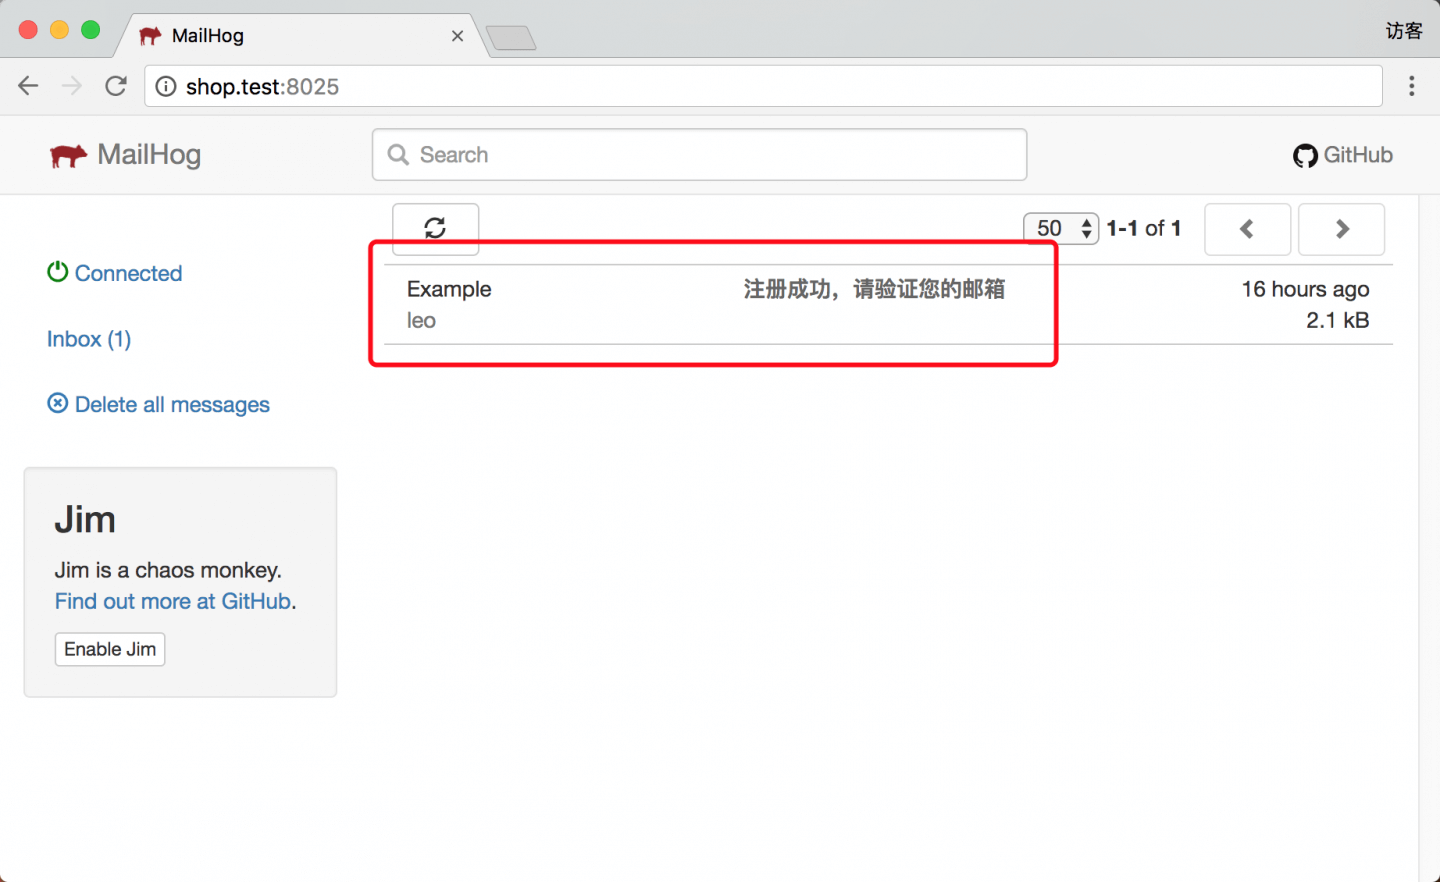 MailHog
访客
shop.test:8025
MailHog
Search
GitHub
50
1-1 of 1
Connected
Example
注册成功，请验证您的邮箱
16 hours ago
leo
2.1 kB
Inbox (1)
Delete all messages
Jim
Jim is a chaos monkey.
Find out more at GitHub.
Enable Jim